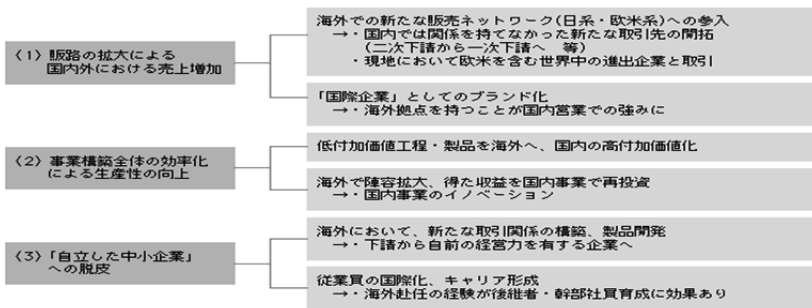 (1) 販路の拡大による
国内外における売上増加
海外での新たな販売ネットワーク(日系・欧米系)への参入
→・国内では関係を持てなかった新たな取引先の開拓
(二次下請から一次下請へ 等)
・現地において欧米を含む世界中の進出企業と取引
「国際企業」としてのブランド化
→・海外拠点を持つことが国内営業での強みに
(2) 事業構築全体の効率化
による生産性の向上
低付加価値工程・製品を海外へ、国内の高付加価値化
海外で陣容拡大、得た収益を国内事業で再投資
→・国内事業のイノベーション
(3)「自立した中小企業」
への脱皮
海外において、新たな取引関係の構築、製品開発
→・下請から自前の経営力を有する企業へ
従業員の国際化、キャリア形成
→・海外赴任の経験が後継者・幹部社員育成に効果あり